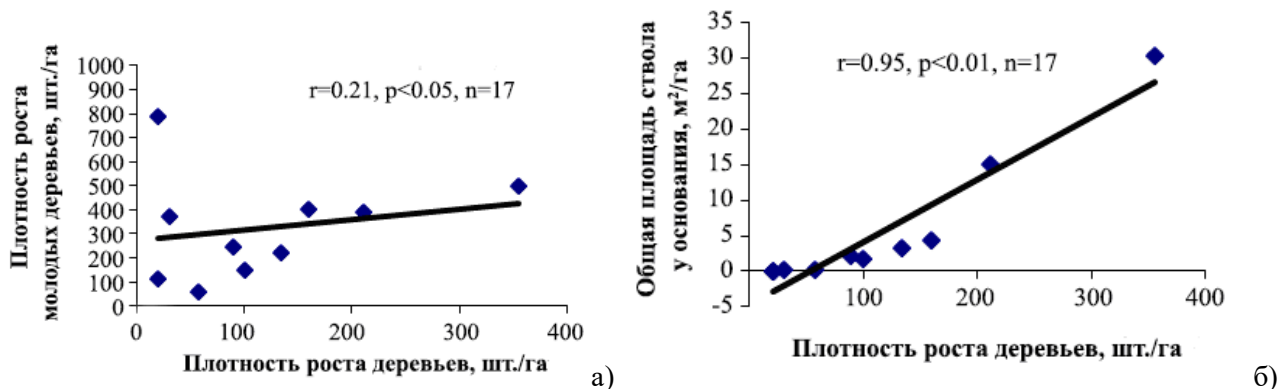 Плотность роста
молодых деревьев, шт./га
1000
900
800
700
600
500
400
300
200
100
0
r=0.21, p<0.05, n=17
0 100 200 300 400
Плотность роста деревьев, шт./га
а)
Общая площадь ствола
у основания, м²/га
35
30
25
20
15
10
5
0
-5
r=0.95, p<0.01, n=17
100 200 300 400
Плотность роста деревьев, шт./га
б)